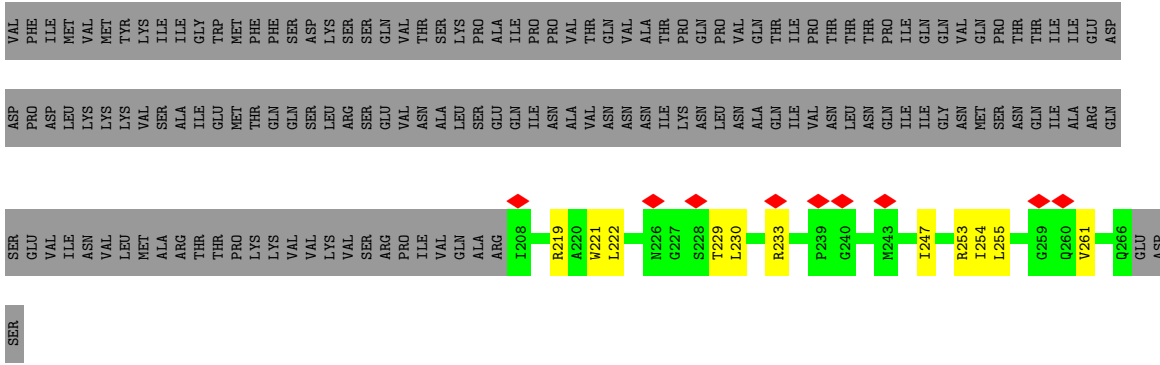 VAL PHE ILE MET VAL MET TYR LYS ILE ILE GLY TRP MET PHE PHE SER ASP LYS SER SER GLN VAL THR SER LYS PRO ALA ILE PRO PRO VAL THR GLN VAL ALA THR PRO GLN PRO VAL GLN THR ILE PRO THR THR THR PRO ILE GLN GLN VAL GLN PRO THR THR ILE ILE GLU ASP
ASP PRO ASP LEU LYS LYS LYS VAL SER ALA ILE GLU MET THR GLN GLN SER LEU ARG SER GLU VAL ASN ALA LEU SER GLU GLN ILE ASN ALA VAL ASN ASN ASN ILE LYS ASN LEU ASN ALA GLN ILE VAL ASN LEU ASN GLN ILE ILE GLY ASN MET SER ASN GLN ILE ALA ARG GLN
SER GLU VAL ILE ASN VAL LEU MET ALA ARG THR THR PRO LYS LYS VAL VAL LYS VAL SER ARG PRO ILE VAL GLN ALA ARG I208 R219 A220 W221 L222 N226 G227 S228 T229 L230 R233 P239 G240 M243 I247 R253 I254 L255 G259 Q260 V261 Q266 GLU ASP
SER